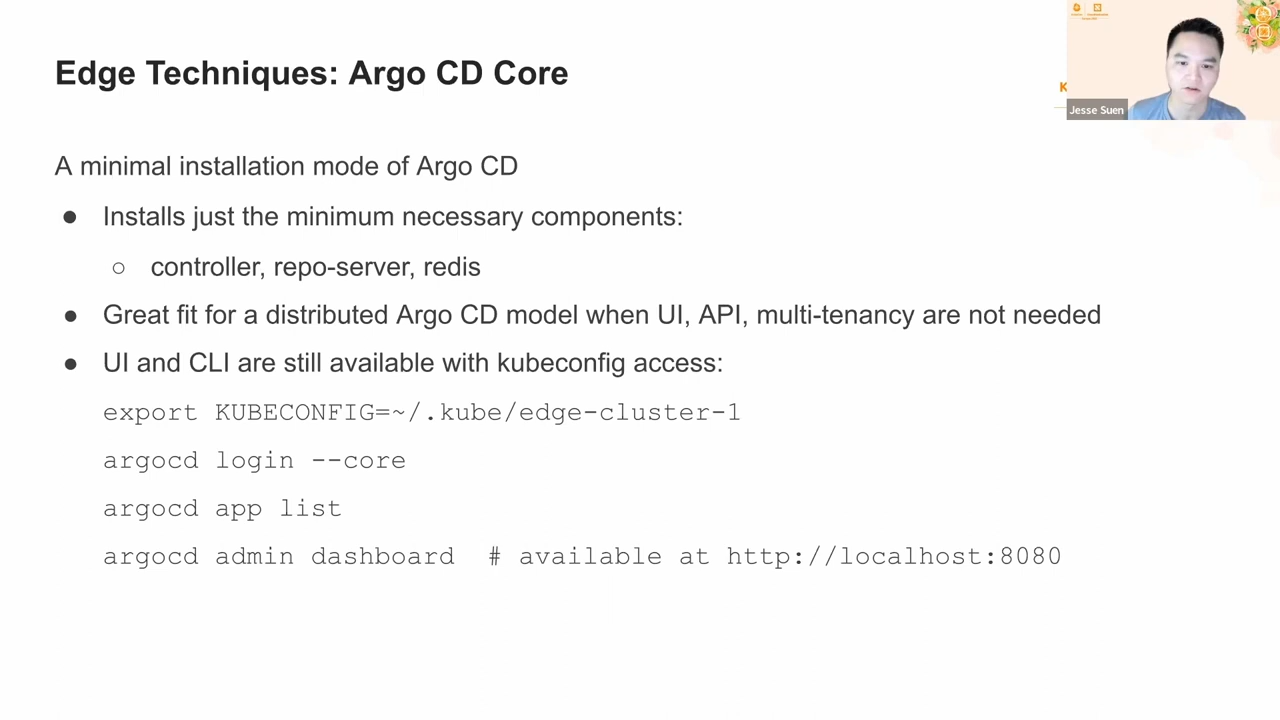 Edge Techniques: Argo CD Core
K
Jesse Suen
A minimal installation mode of Argo CD
● Installs just the minimum necessary components:
○ controller, repo-server, redis
● Great fit for a distributed Argo CD model when UI, API, multi-tenancy are not needed
● UI and CLI are still available with kubeconfig access:
export KUBECONFIG=~/.kube/edge-cluster-1
argocd login --core
argocd app list
argocd admin dashboard # available at http://localhost:8080